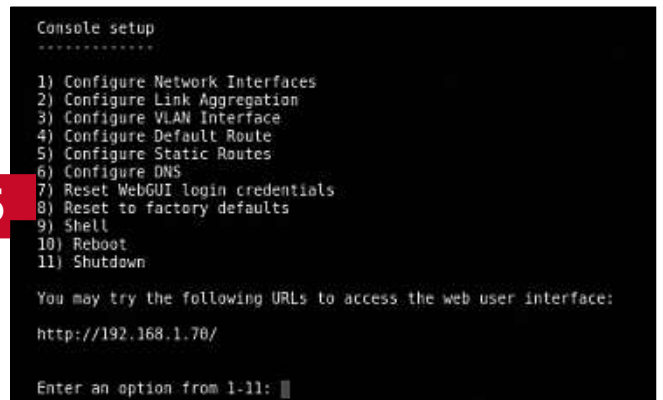 Console setup
-------------
1) Configure Network Interfaces
2) Configure Link Aggregation
3) Configure VLAN Interface
4) Configure Default Route
5) Configure Static Routes
6) Configure DNS
7) Reset WebGUI login credentials
8) Reset to factory defaults
9) Shell
10) Reboot
11) Shutdown
You may try the following URLs to access the web user interface:
http://192.168.1.70/
Enter an option from 1-11: